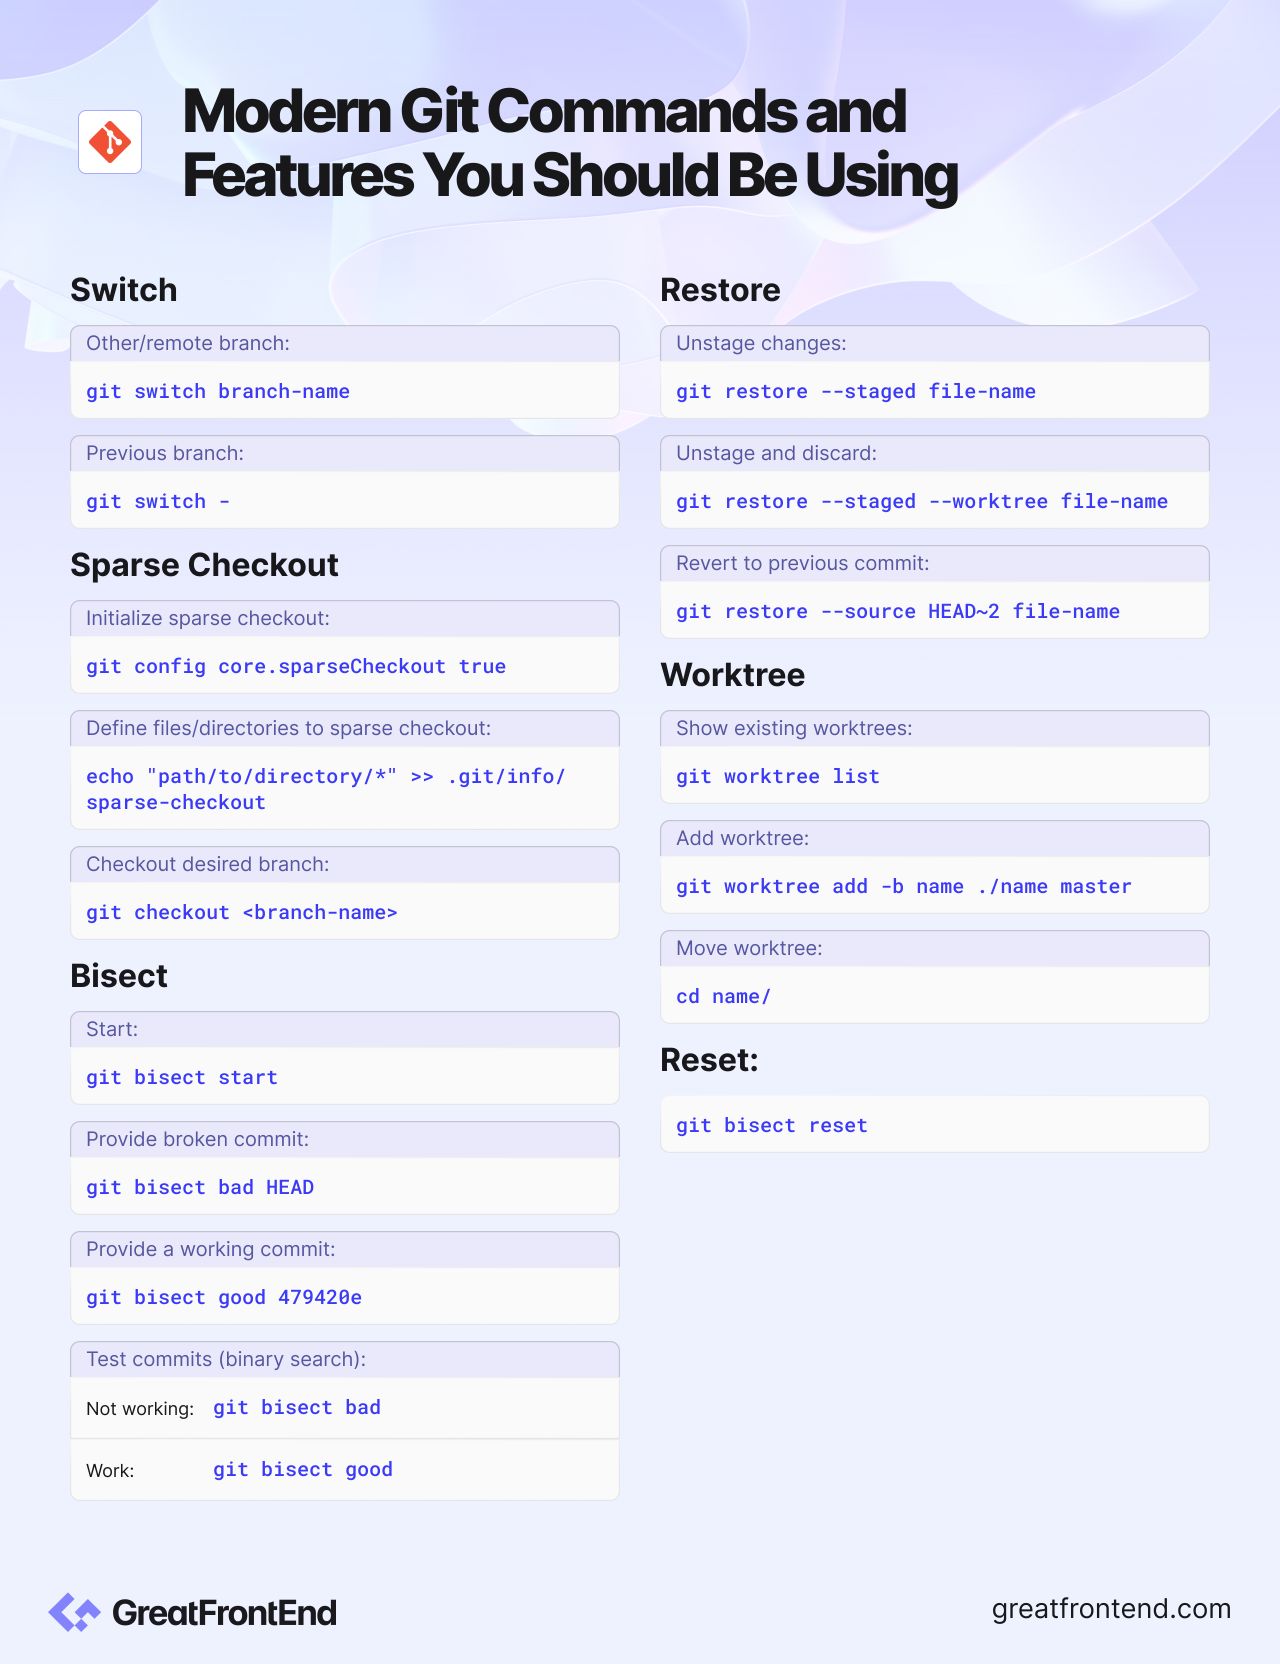 Modern Git Commands and
Features You Should Be Using
Switch
Other/remote branch:
git switch branch-name
Previous branch:
git switch -
Sparse Checkout
Initialize sparse checkout:
git config core.sparseCheckout true
Define files/directories to sparse checkout:
echo "path/to/directory/*" >> .git/info/
sparse-checkout
Checkout desired branch:
git checkout <branch-name>
Bisect
Start:
git bisect start
Provide broken commit:
git bisect bad HEAD
Provide a working commit:
git bisect good 479420e
Test commits (binary search):
Not working: git bisect bad
Work: git bisect good
Restore
Unstage changes:
git restore --staged file-name
Unstage and discard:
git restore --staged --worktree file-name
Revert to previous commit:
git restore --source HEAD~2 file-name
Worktree
Show existing worktrees:
git worktree list
Add worktree:
git worktree add -b name ./name master
Move worktree:
cd name/
Reset:
git bisect reset
GreatFrontEnd
greatfrontend.com